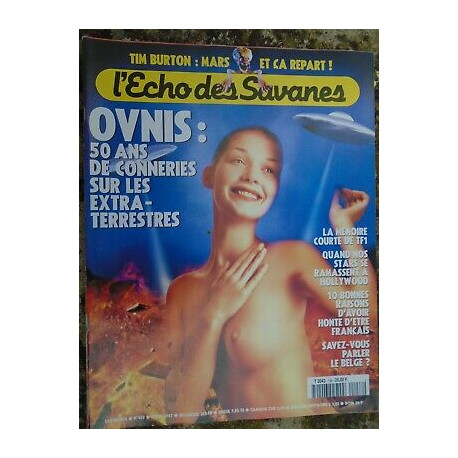 TIM BURTON : MARS ET ÇA REPART !
l'Echo des Savanes
OVNIS :
50 ANS
DE CONNERIES
SUR LES
EXTRA-
TERRESTRES
LA MÉMOIRE
COURTE DE TF1
QUAND NOS
STARS SE
RAMASSENT À
HOLLYWOOD
10 BONNES
RAISONS
D'AVOIR
HONTE D'ETRE
FRANÇAIS
SAVEZ-VOUS
PARLER
LE BELGE ?